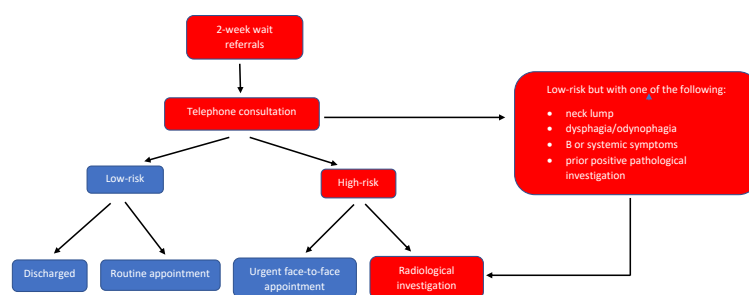 2-week wait
referrals
Telephone consultation
Low-risk but with one of the following:
• neck lump
• dysphagia/odynophagia
• B or systemic symptoms
• prior positive pathological
investigation
Low-risk
High-risk
Discharged
Routine appointment
Urgent face-to-face
appointment
Radiological
investigation